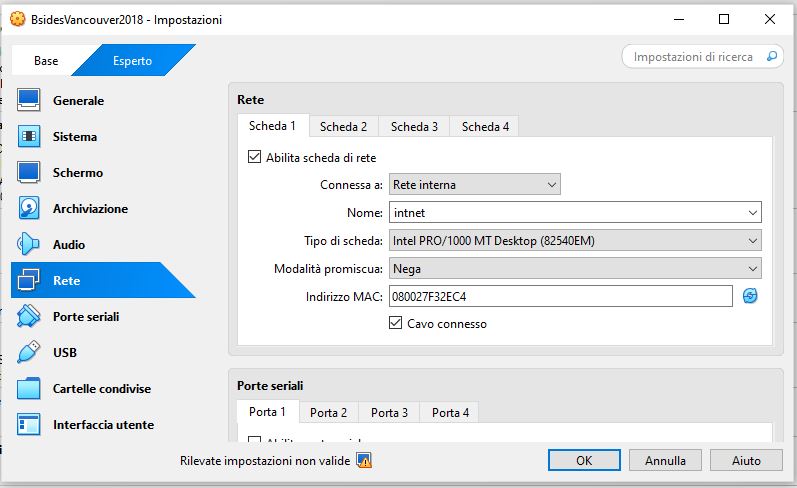 BsidesVancouver2018 - Impostazioni
Base
Esperto
Impostazioni di ricerca
Generale
Sistema
Schermo
Archiviazione
Audio
Rete
Porte seriali
USB
Cartelle condivise
Interfaccia utente
Rete
Scheda 1 Scheda 2 Scheda 3 Scheda 4
Abilita scheda di rete
Connessa a: Rete interna
Nome: intnet
Tipo di scheda: Intel PRO/1000 MT Desktop (82540EM)
Modalità promiscua: Nega
Indirizzo MAC: 080027F32EC4
Cavo connesso
Porte seriali
Porta 1 Porta 2 Porta 3 Porta 4
Rilevate impostazioni non valide
OK Annulla Aiuto